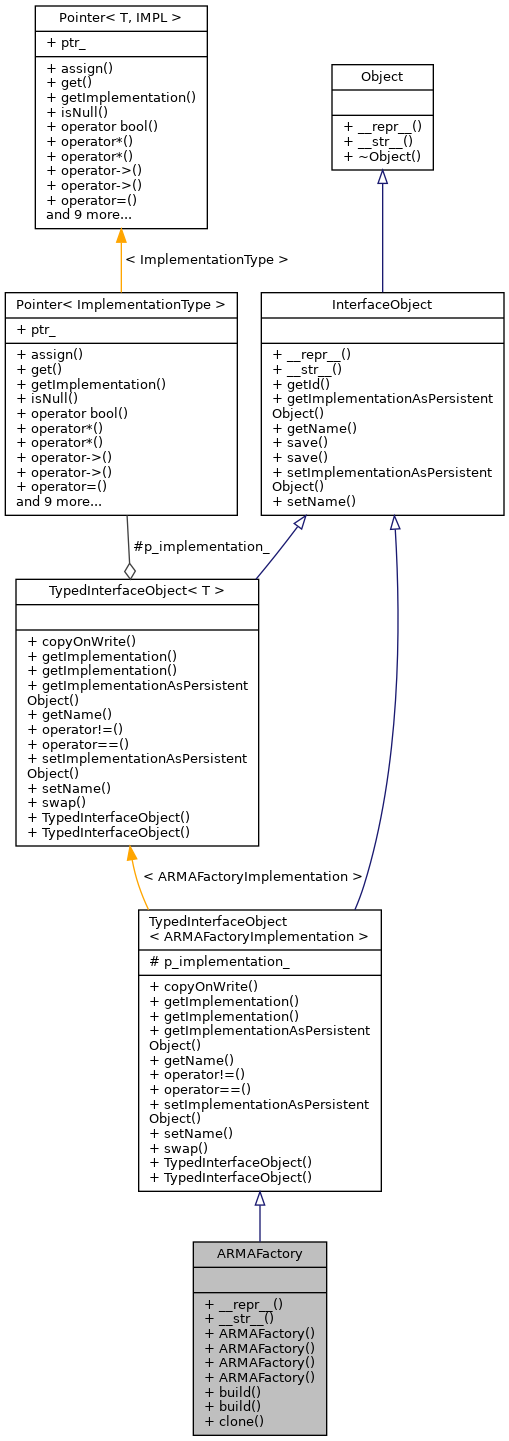 Pointer< T, IMPL >
+ ptr_
+ assign()
+ get()
+ getImplementation()
+ isNull()
+ operator bool()
+ operator*()
+ operator*()
+ operator->()
+ operator->()
+ operator=()
and 9 more...
Object
+ __repr__()
+ __str__()
+ ~Object()
< ImplementationType >
Pointer< ImplementationType >
+ ptr_
+ assign()
+ get()
+ getImplementation()
+ isNull()
+ operator bool()
+ operator*()
+ operator*()
+ operator->()
+ operator->()
+ operator=()
and 9 more...
InterfaceObject
+ __repr__()
+ __str__()
+ getId()
+ getImplementationAsPersistent
Object()
+ getName()
+ save()
+ save()
+ setImplementationAsPersistent
Object()
+ setName()
#p_implementation_
TypedInterfaceObject< T >
+ copyOnWrite()
+ getImplementation()
+ getImplementation()
+ getImplementationAsPersistent
Object()
+ getName()
+ operator!=()
+ operator==()
+ setImplementationAsPersistent
Object()
+ setName()
+ swap()
+ TypedInterfaceObject()
+ TypedInterfaceObject()
< ARMAFactoryImplementation >
TypedInterfaceObject
< ARMAFactoryImplementation >
# p_implementation_
+ copyOnWrite()
+ getImplementation()
+ getImplementation()
+ getImplementationAsPersistent
Object()
+ getName()
+ operator!=()
+ operator==()
+ setImplementationAsPersistent
Object()
+ setName()
+ swap()
+ TypedInterfaceObject()
+ TypedInterfaceObject()
ARMAFactory
+ __repr__()
+ __str__()
+ ARMAFactory()
+ ARMAFactory()
+ ARMAFactory()
+ ARMAFactory()
+ build()
+ build()
+ clone()